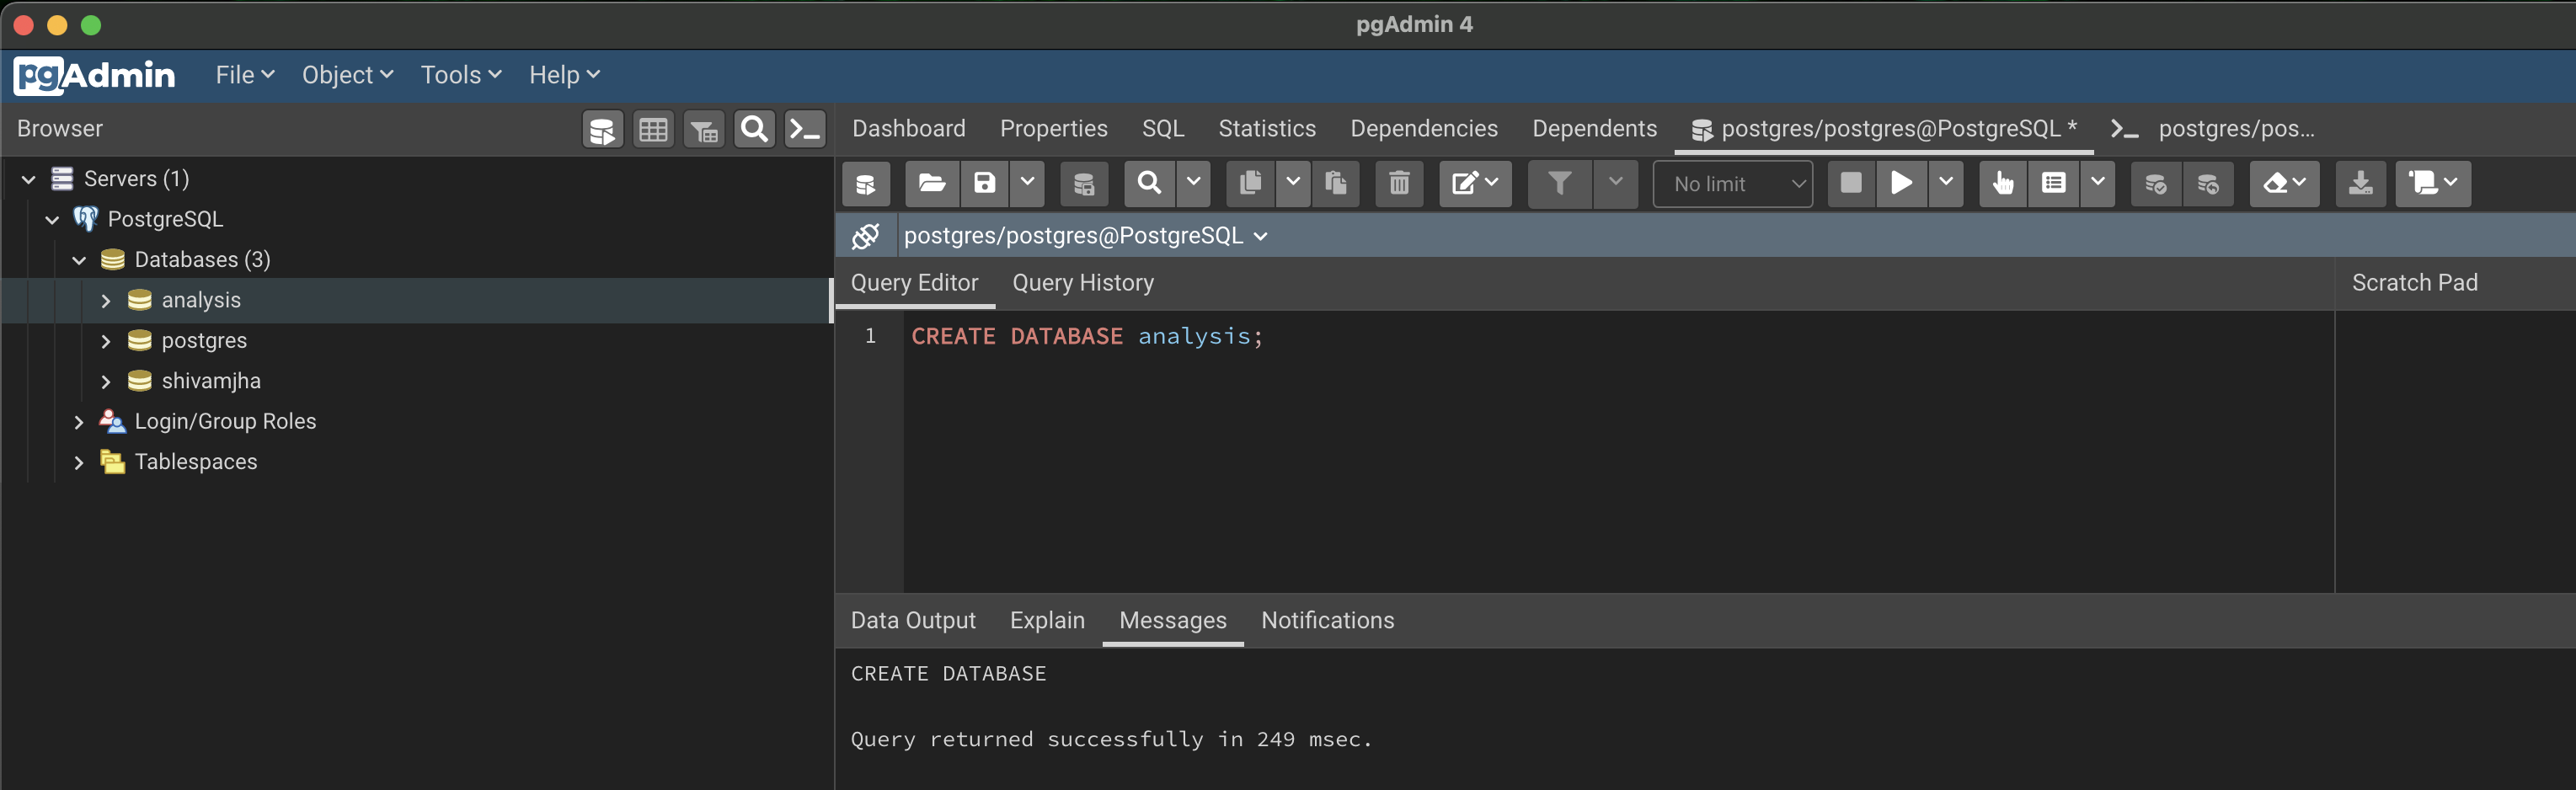 pgAdmin 4
pgAdmin File Object Tools Help
Browser
Dashboard Properties SQL Statistics Dependencies Dependents postgres/postgres@PostgreSQL * postgres/pos...
Servers (1)
PostgreSQL
Databases (3)
analysis
postgres
shivamjha
Login/Group Roles
Tablespaces
No limit
postgres/postgres@PostgreSQL
Query Editor Query History
Scratch Pad
1 CREATE DATABASE analysis;
Data Output Explain Messages Notifications
CREATE DATABASE
Query returned successfully in 249 msec.